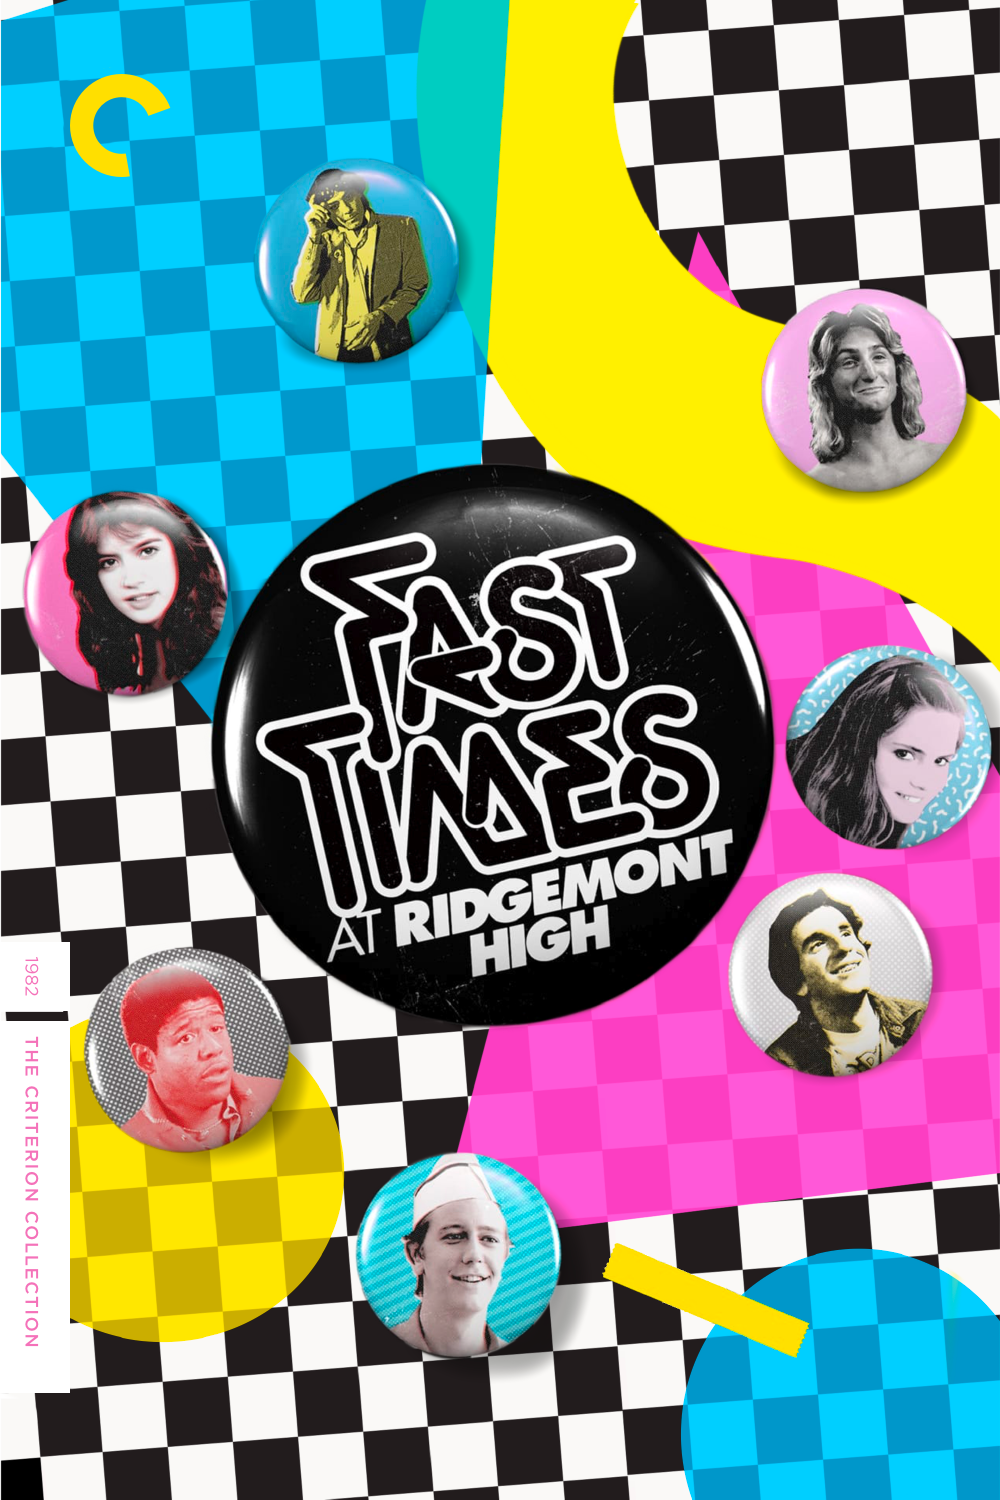 FAST
TIMES
AT RIDGEMONT
HIGH
1982
THE CRITERION COLLECTION